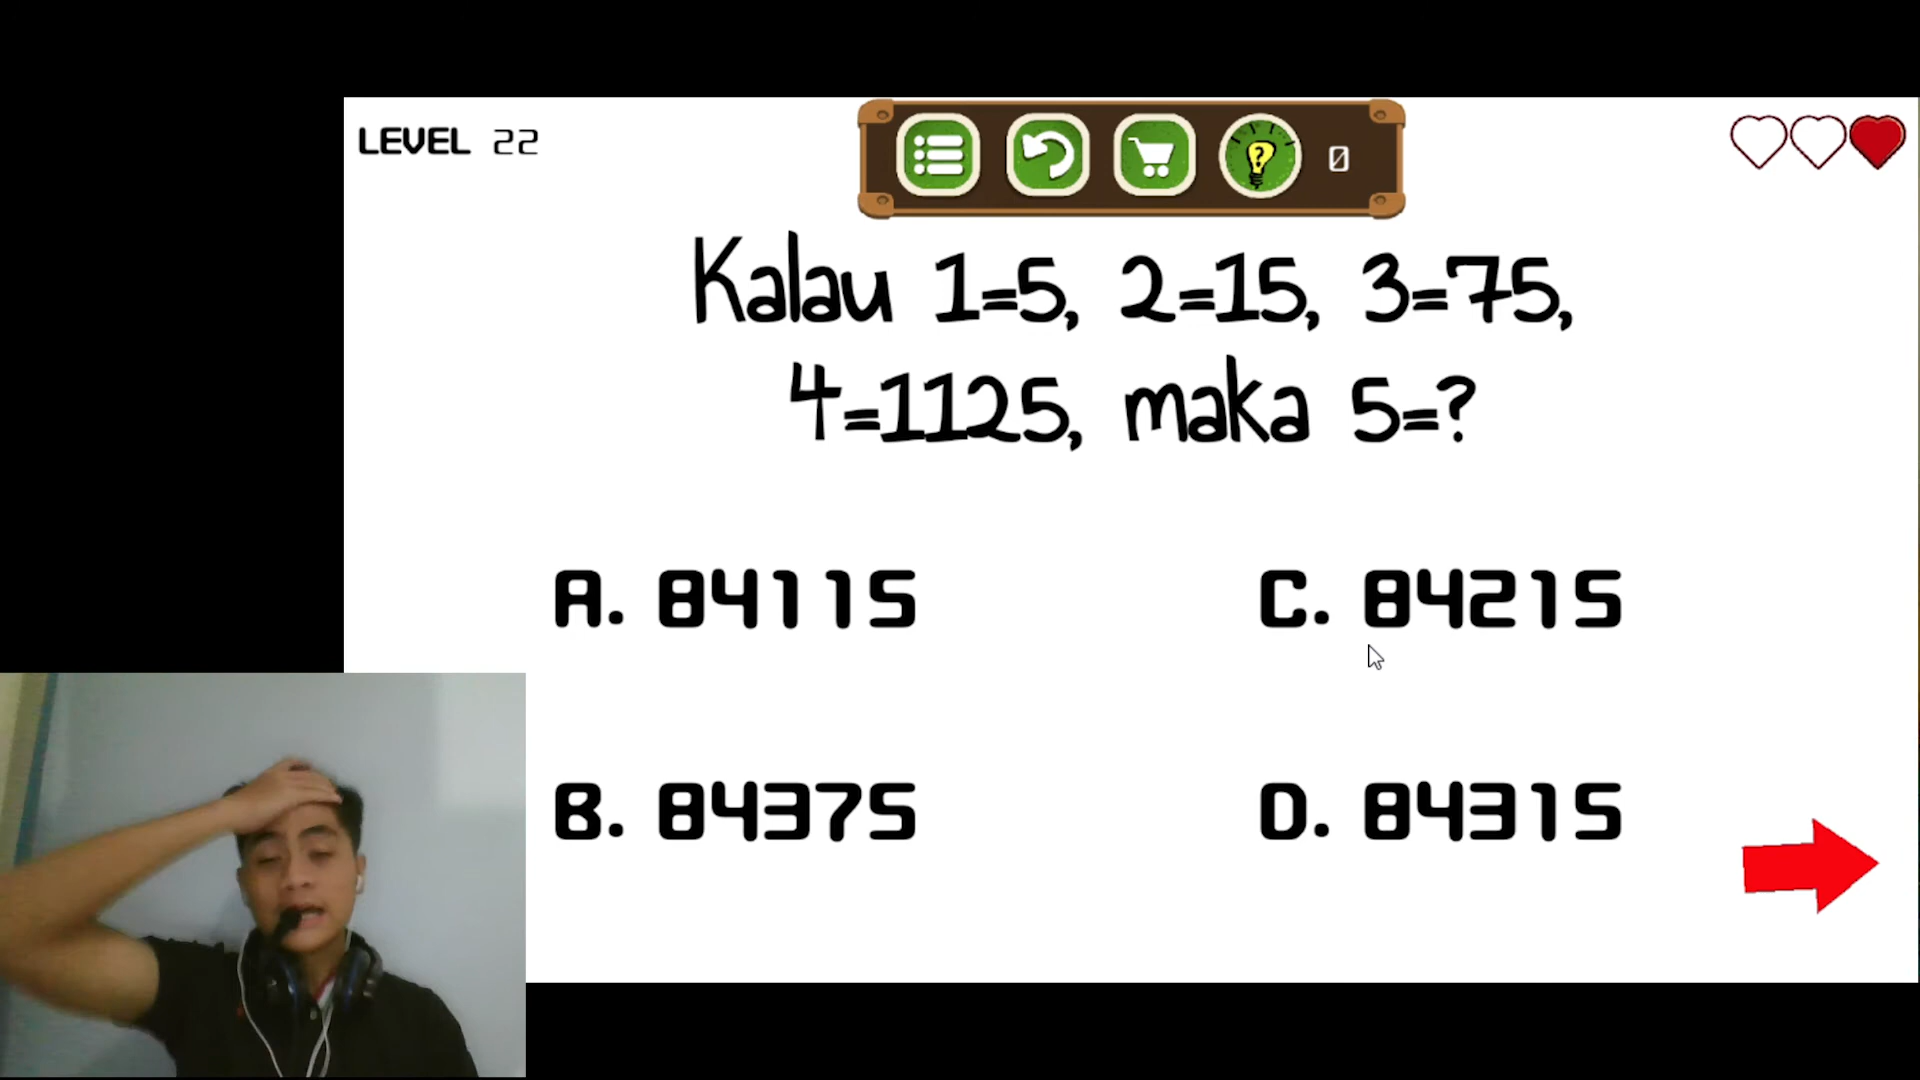 LEVEL 22
0
Kalau 1=5, 2=15, 3=75,
4=1125, maka 5=?
A. 84115
C. 84215
B. 84375
D. 84315